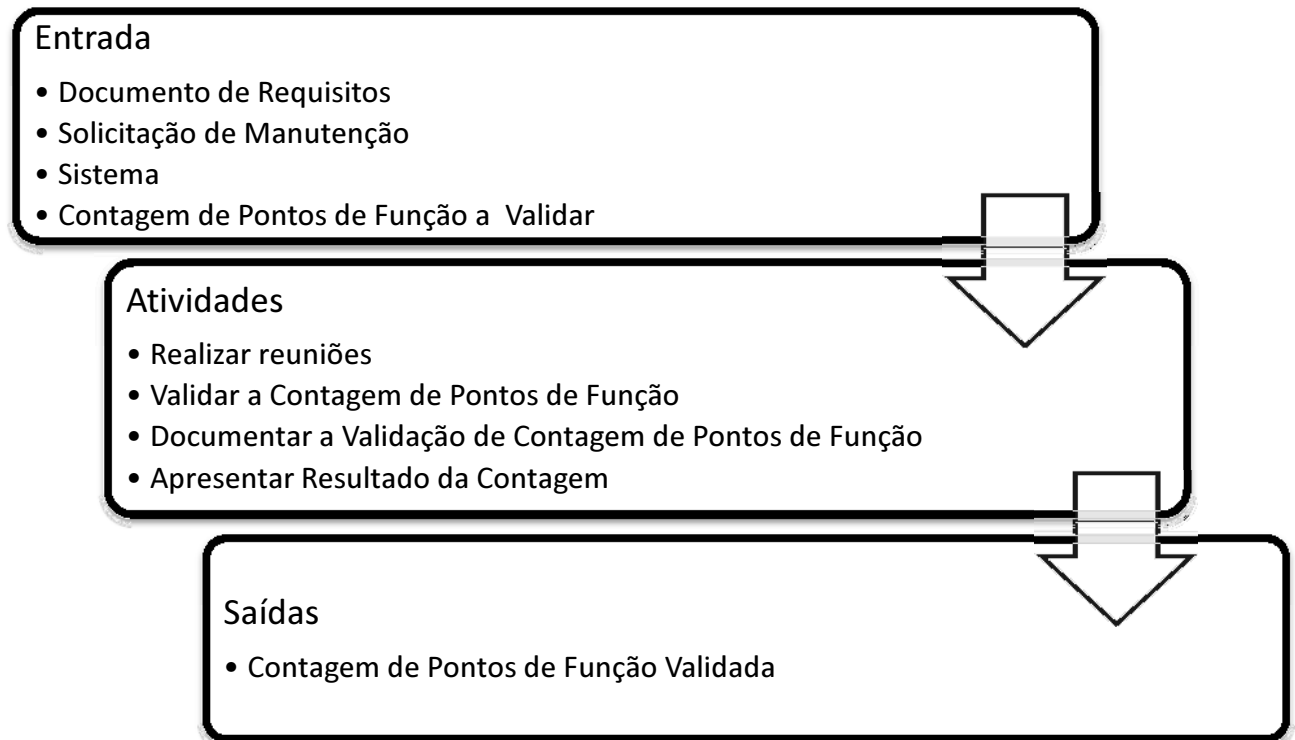 Entrada
• Documento de Requisitos
• Solicitação de Manutenção
• Sistema
• Contagem de Pontos de Função a Validar
Atividades
• Realizar reuniões
• Validar a Contagem de Pontos de Função
• Documentar a Validação de Contagem de Pontos de Função
• Apresentar Resultado da Contagem
Saídas
• Contagem de Pontos de Função Validada